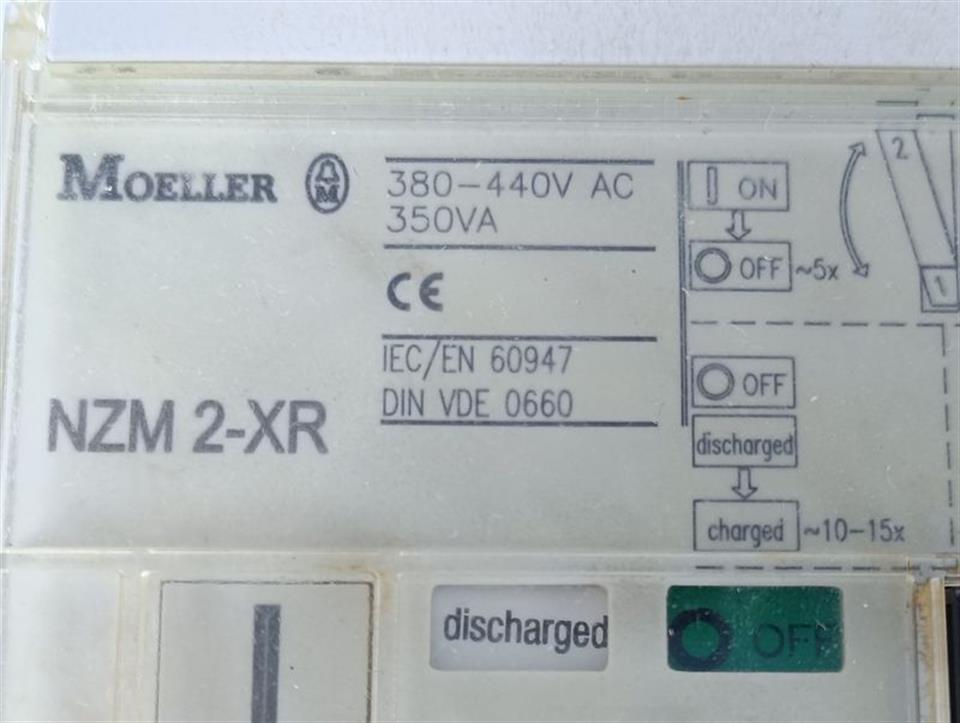 MOELLER
380-440V AC
350VA
CE
IEC/EN 60947
DIN VDE 0660
NZM 2-XR
ON
OFF ~5x
2
1
OFF
discharged
charged ~10-15x
discharged
OFF